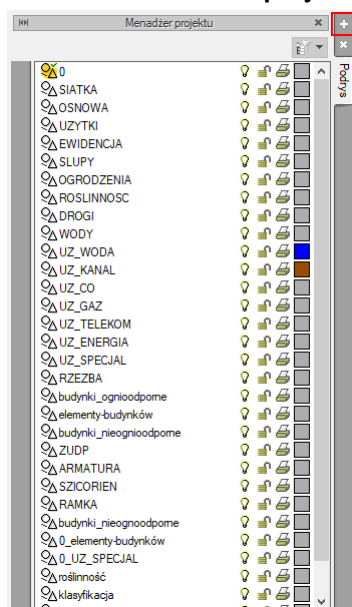 Menadżer projektu
Podrys
0
SIATKA
OSNOWA
UZYTKI
EWIDENCJA
SLUPY
OGRODZENIA
ROSLINNOSC
DROGI
WODY
UZ_WODA
UZ_KANAL
UZ_CO
UZ_GAZ
UZ_TELEKOM
UZ_ENERGIA
UZ_SPECJAL
RZEZBA
budynki_ognioodporne
elementy-budynków
budynki_nieognioodporne
ZUDP
ARMATURA
SZICORIEN
RAMKA
budynki_nieognoodporne
0_elementy-budynków
0_UZ_SPECJAL
roślinność
klasyfikacja